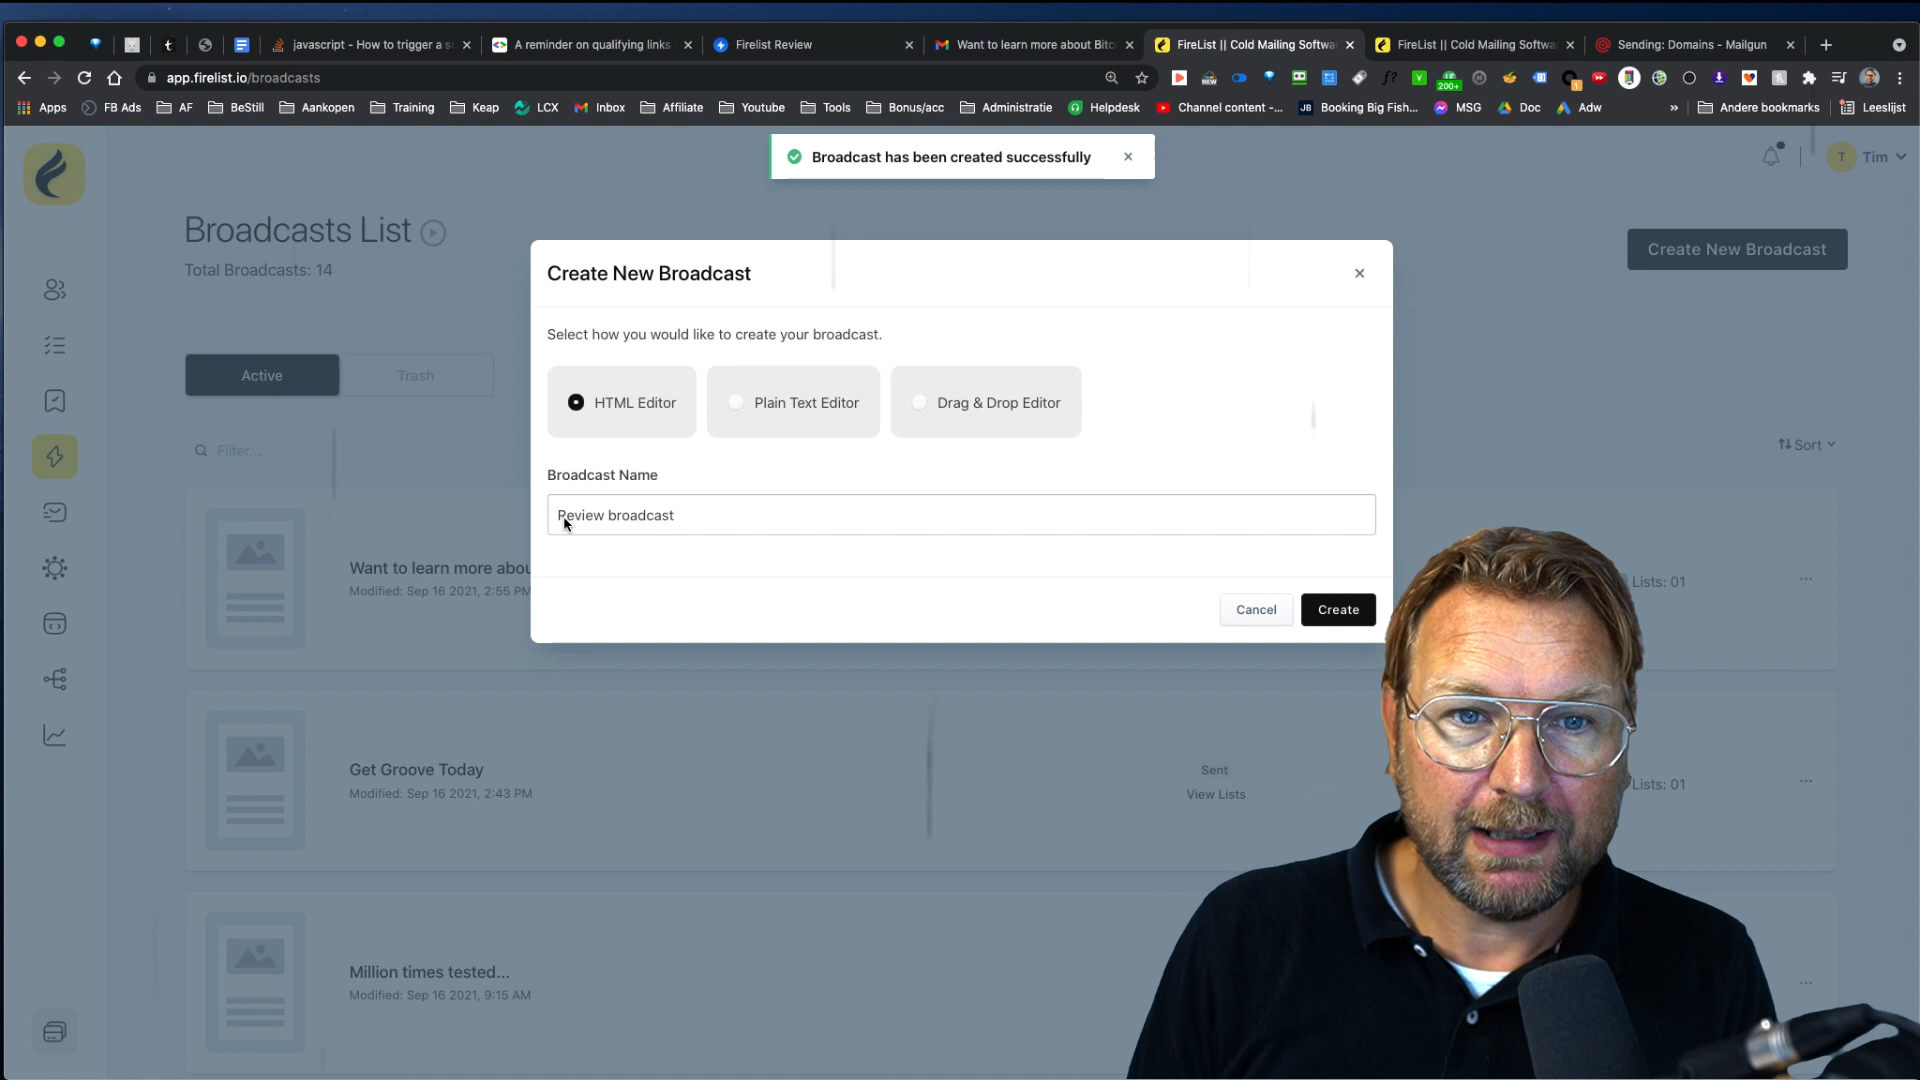 javascript - How to trigger a sc
A reminder on qualifying links
Firelist Review
Want to learn more about Bitc
FireList || Cold Mailing Softwa
FireList || Cold Mailing Softwa
Sending: Domains - Mailgun
app.firelist.io/broadcasts
NEW
200+
1
Apps
FB Ads
AF
BeStill
Aankopen
Training
Keap
LCX
Inbox
Affiliate
Youtube
Tools
Bonus/acc
Administratie
Helpdesk
Channel content -...
JB Booking Big Fish...
MSG
Doc
Adw
»
Andere bookmarks
Leeslijst
Broadcast has been created successfully
T Tim
Broadcasts List
Total Broadcasts: 14
Create New Broadcast
Create New Broadcast
Select how you would like to create your broadcast.
Active
Trash
HTML Editor
Plain Text Editor
Drag & Drop Editor
Filter...
Sort
Broadcast Name
Review broadcast
Want to learn more abou
Modified: Sep 16 2021, 2:55 PM
Lists: 01
Cancel
Create
Get Groove Today
Modified: Sep 16 2021, 2:43 PM
Sent
View Lists
Lists: 01
Million times tested...
Modified: Sep 16 2021, 9:15 AM